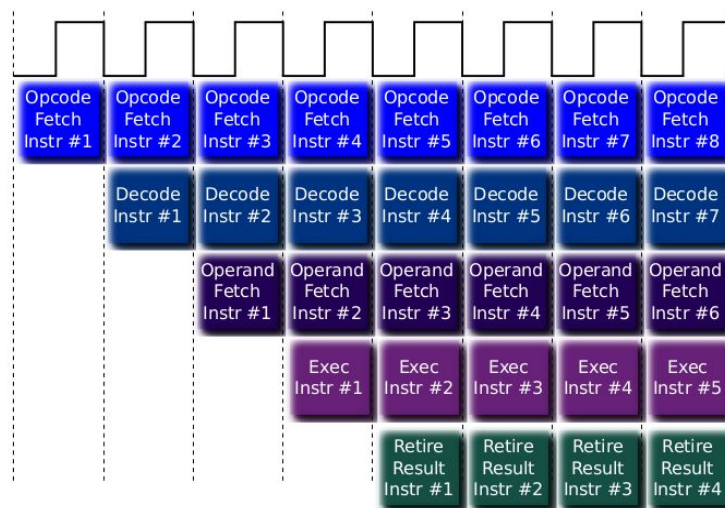 Opcode Fetch Instr #1
Opcode Fetch Instr #2
Opcode Fetch Instr #3
Opcode Fetch Instr #4
Opcode Fetch Instr #5
Opcode Fetch Instr #6
Opcode Fetch Instr #7
Opcode Fetch Instr #8
Decode Instr #1
Decode Instr #2
Decode Instr #3
Decode Instr #4
Decode Instr #5
Decode Instr #6
Decode Instr #7
Operand Fetch Instr #1
Operand Fetch Instr #2
Operand Fetch Instr #3
Operand Fetch Instr #4
Operand Fetch Instr #5
Operand Fetch Instr #6
Exec Instr #1
Exec Instr #2
Exec Instr #3
Exec Instr #4
Exec Instr #5
Retire Result Instr #1
Retire Result Instr #2
Retire Result Instr #3
Retire Result Instr #4